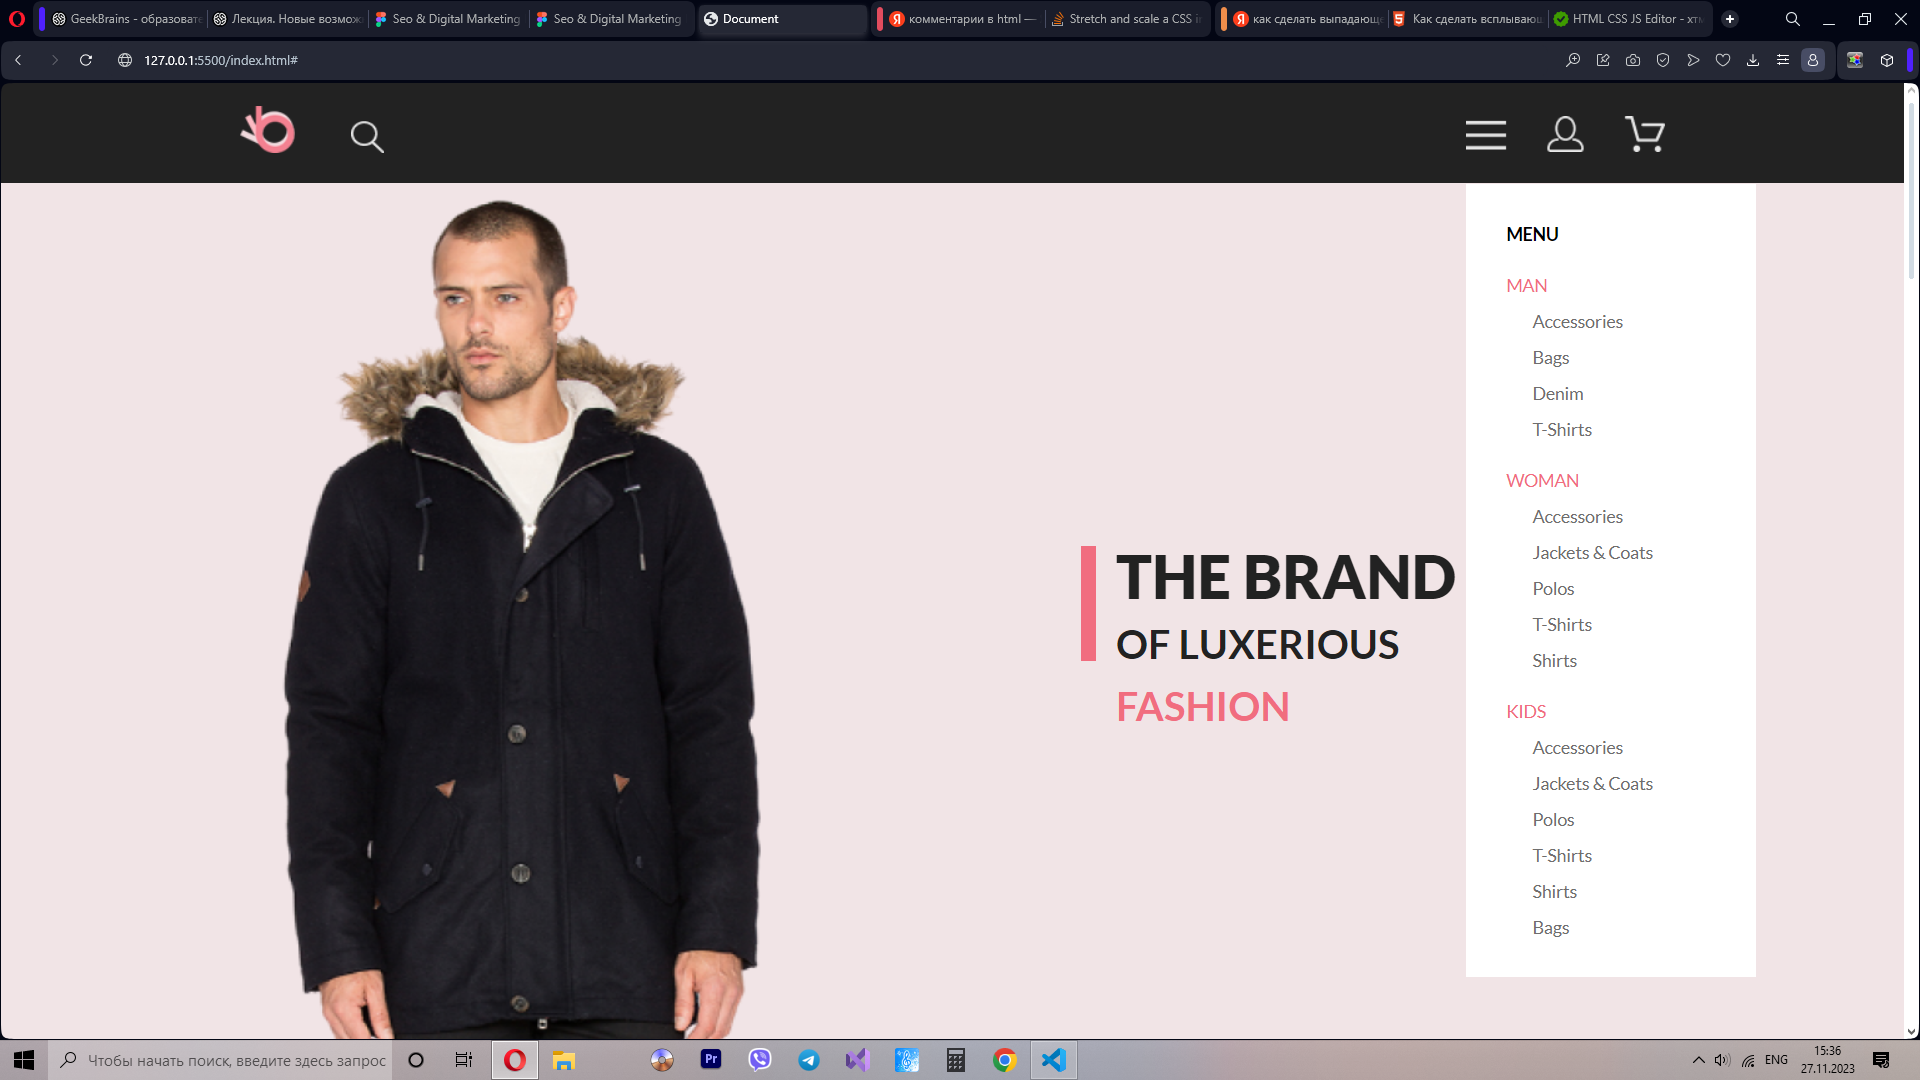 GeekBrains - образоват
Лекция. Новые возмож
Seo & Digital Marketing
Seo & Digital Marketing
Document
комментарии в html —
Stretch and scale a CSS i
как сделать выпадающе
Как сделать всплываю
HTML CSS JS Editor - хтм
127.0.0.1:5500/index.html#
MENU
MAN
Accessories
Bags
Denim
T-Shirts
WOMAN
Accessories
Jackets & Coats
Polos
T-Shirts
Shirts
KIDS
Accessories
Jackets & Coats
Polos
T-Shirts
Shirts
Bags
THE BRAND
OF LUXERIOUS
FASHION
Чтобы начать поиск, введите здесь запрос
Pr
ENG
15:36
27.11.2023